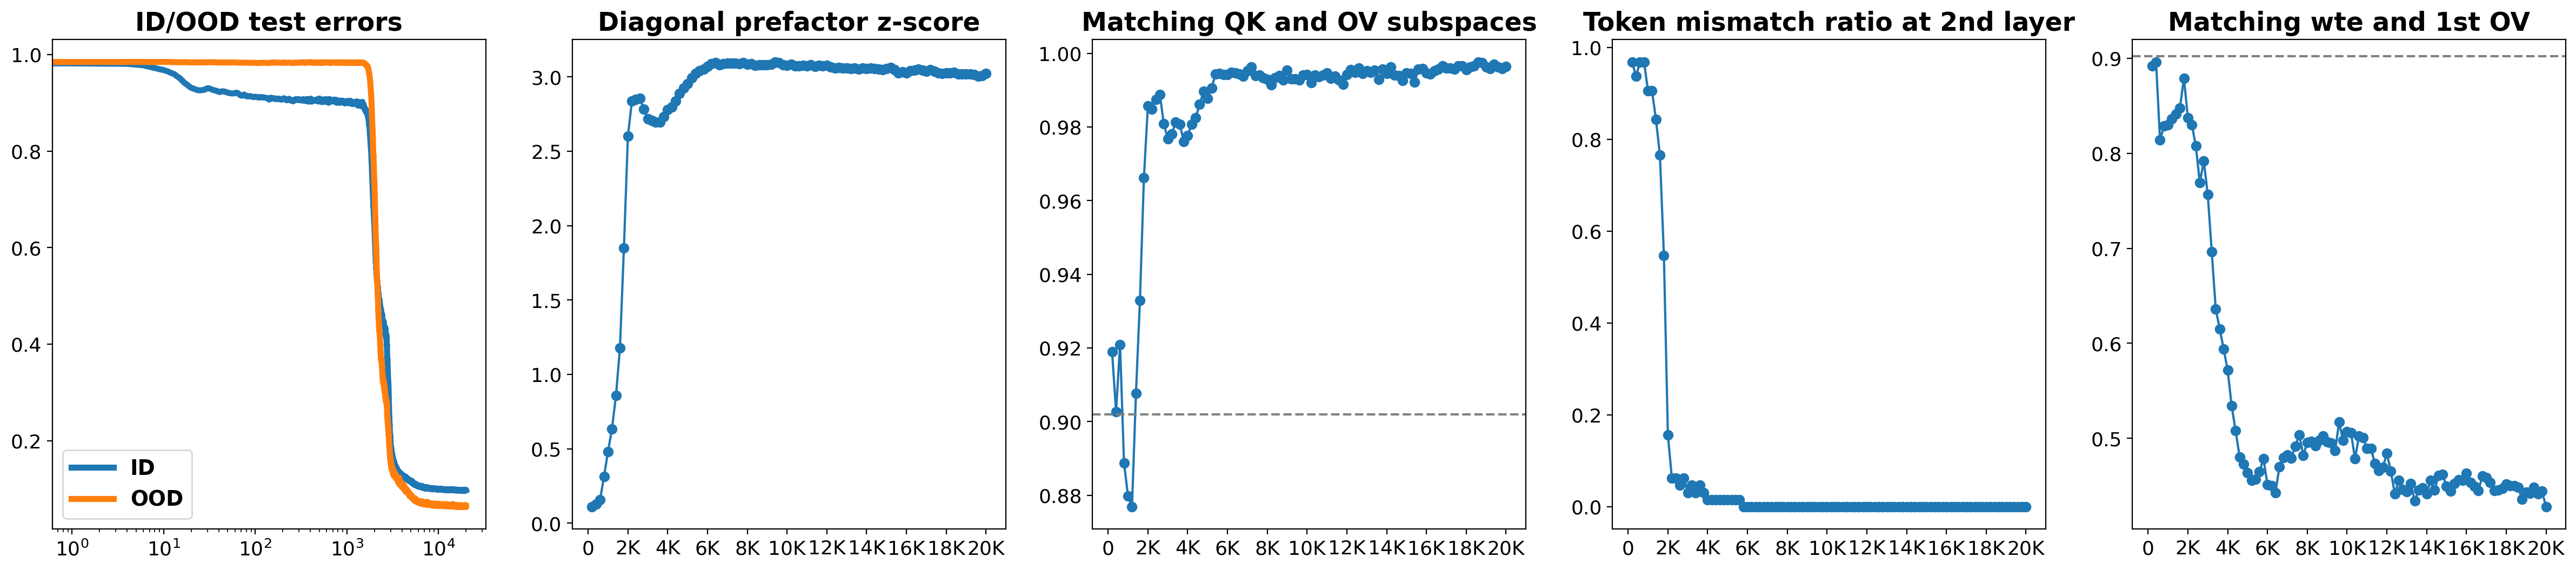 ID/OOD test errors
1.0
0.8
0.6
0.4
0.2
ID
OOD
10^0 10^1 10^2 10^3 10^4
Diagonal prefactor z-score
3.0
2.5
2.0
1.5
1.0
0.5
0.0
0 2K 4K 6K 8K 10K 12K 14K 16K 18K 20K
Matching QK and OV subspaces
1.00
0.98
0.96
0.94
0.92
0.90
0.88
0 2K 4K 6K 8K 10K 12K 14K 16K 18K 20K
Token mismatch ratio at 2nd layer
1.0
0.8
0.6
0.4
0.2
0.0
0 2K 4K 6K 8K 10K 12K 14K 16K 18K 20K
Matching wte and 1st OV
0.9
0.8
0.7
0.6
0.5
0 2K 4K 6K 8K 10K 12K 14K 16K 18K 20K